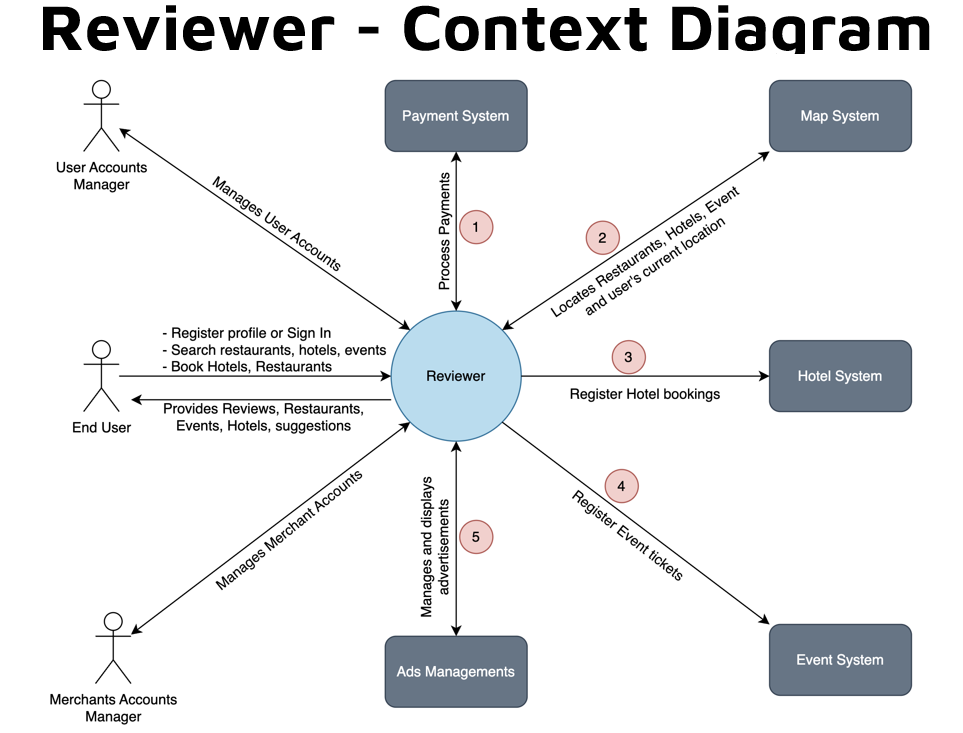 Reviewer - Context Diagram
Payment System
Map System
User Accounts
Manager
Manages User Accounts
Process Payments
1
2
Locates Restaurants, Hotels, Event
and user's current location
- Register profile or Sign In
- Search restaurants, hotels, events
- Book Hotels, Restaurants
Reviewer
3
Hotel System
Register Hotel bookings
End User
Provides Reviews, Restaurants,
Events, Hotels, suggestions
Manages Merchant Accounts
Manages and displays
advertisements
5
4
Register Event tickets
Merchants Accounts
Manager
Ads Managements
Event System